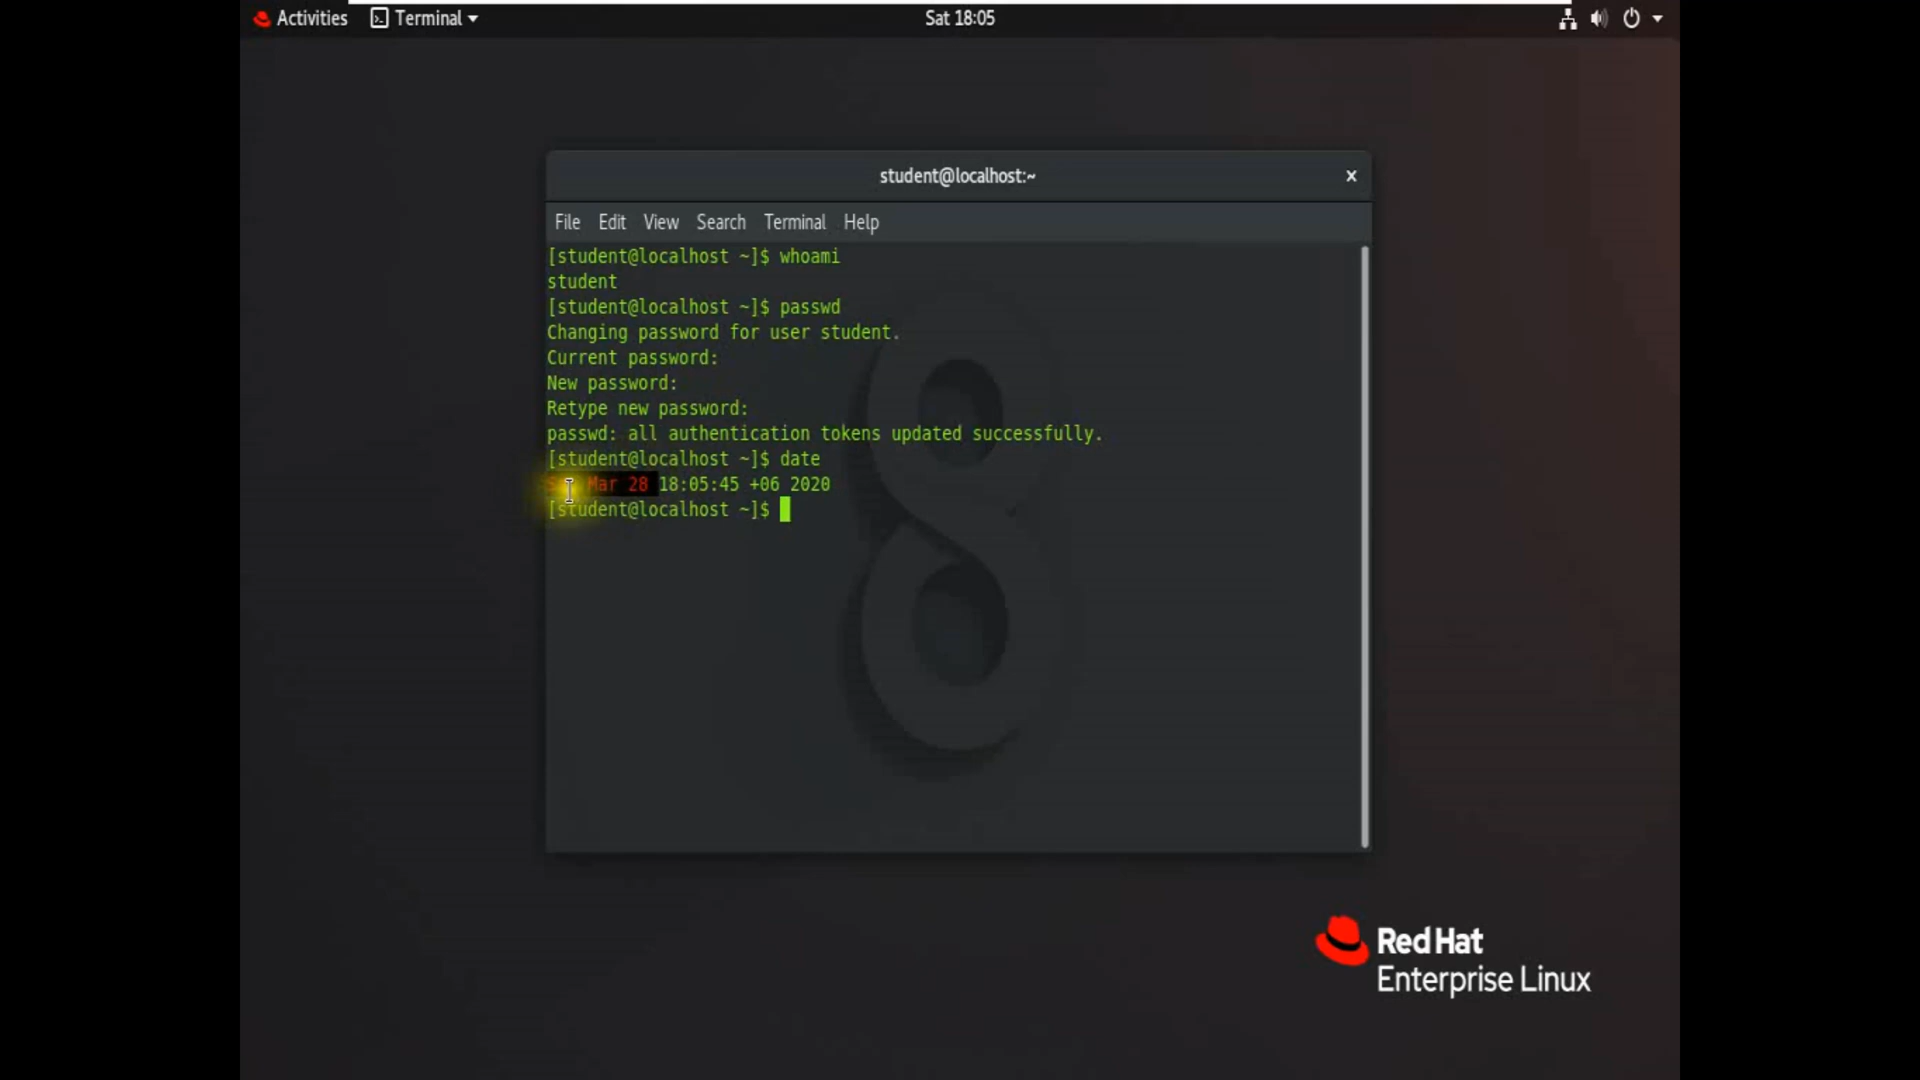 Activities Terminal Sat 18:05
student@localhost:~ x
File Edit View Search Terminal Help
[student@localhost ~]$ whoami
student
[student@localhost ~]$ passwd
Changing password for user student.
Current password:
New password:
Retype new password:
passwd: all authentication tokens updated successfully.
[student@localhost ~]$ date
Mar 28 18:05:45 +06 2020
[student@localhost ~]$
Red Hat
Enterprise Linux